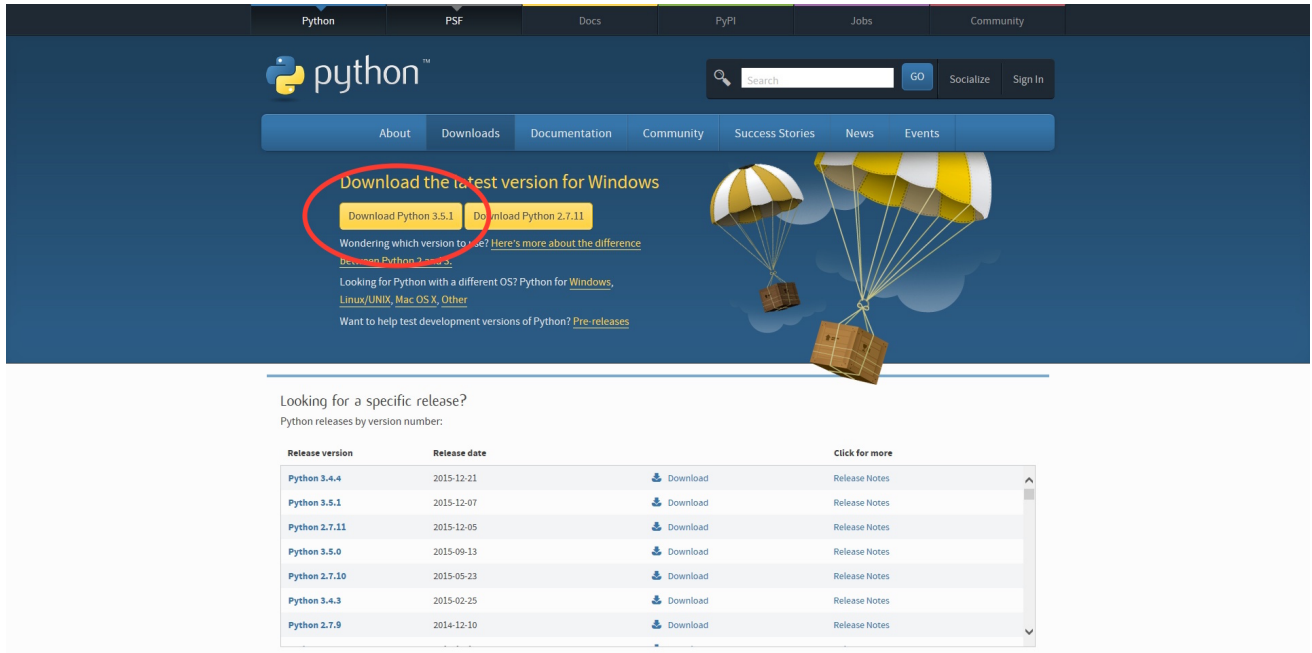 Python PSF Docs PyPI Jobs Community
python™
Search GO Socialize Sign In
About Downloads Documentation Community Success Stories News Events
Download the latest version for Windows
Download Python 3.5.1 Download Python 2.7.11
Wondering which version to use? Here's more about the difference
between Python 2 and 3.
Looking for Python with a different OS? Python for Windows,
Linux/UNIX, Mac OS X, Other
Want to help test development versions of Python? Pre-releases
Looking for a specific release?
Python releases by version number:
Release version Release date Click for more
Python 3.4.4 2015-12-21 Download Release Notes
Python 3.5.1 2015-12-07 Download Release Notes
Python 2.7.11 2015-12-05 Download Release Notes
Python 3.5.0 2015-09-13 Download Release Notes
Python 2.7.10 2015-05-23 Download Release Notes
Python 3.4.3 2015-02-25 Download Release Notes
Python 2.7.9 2014-12-10 Download Release Notes